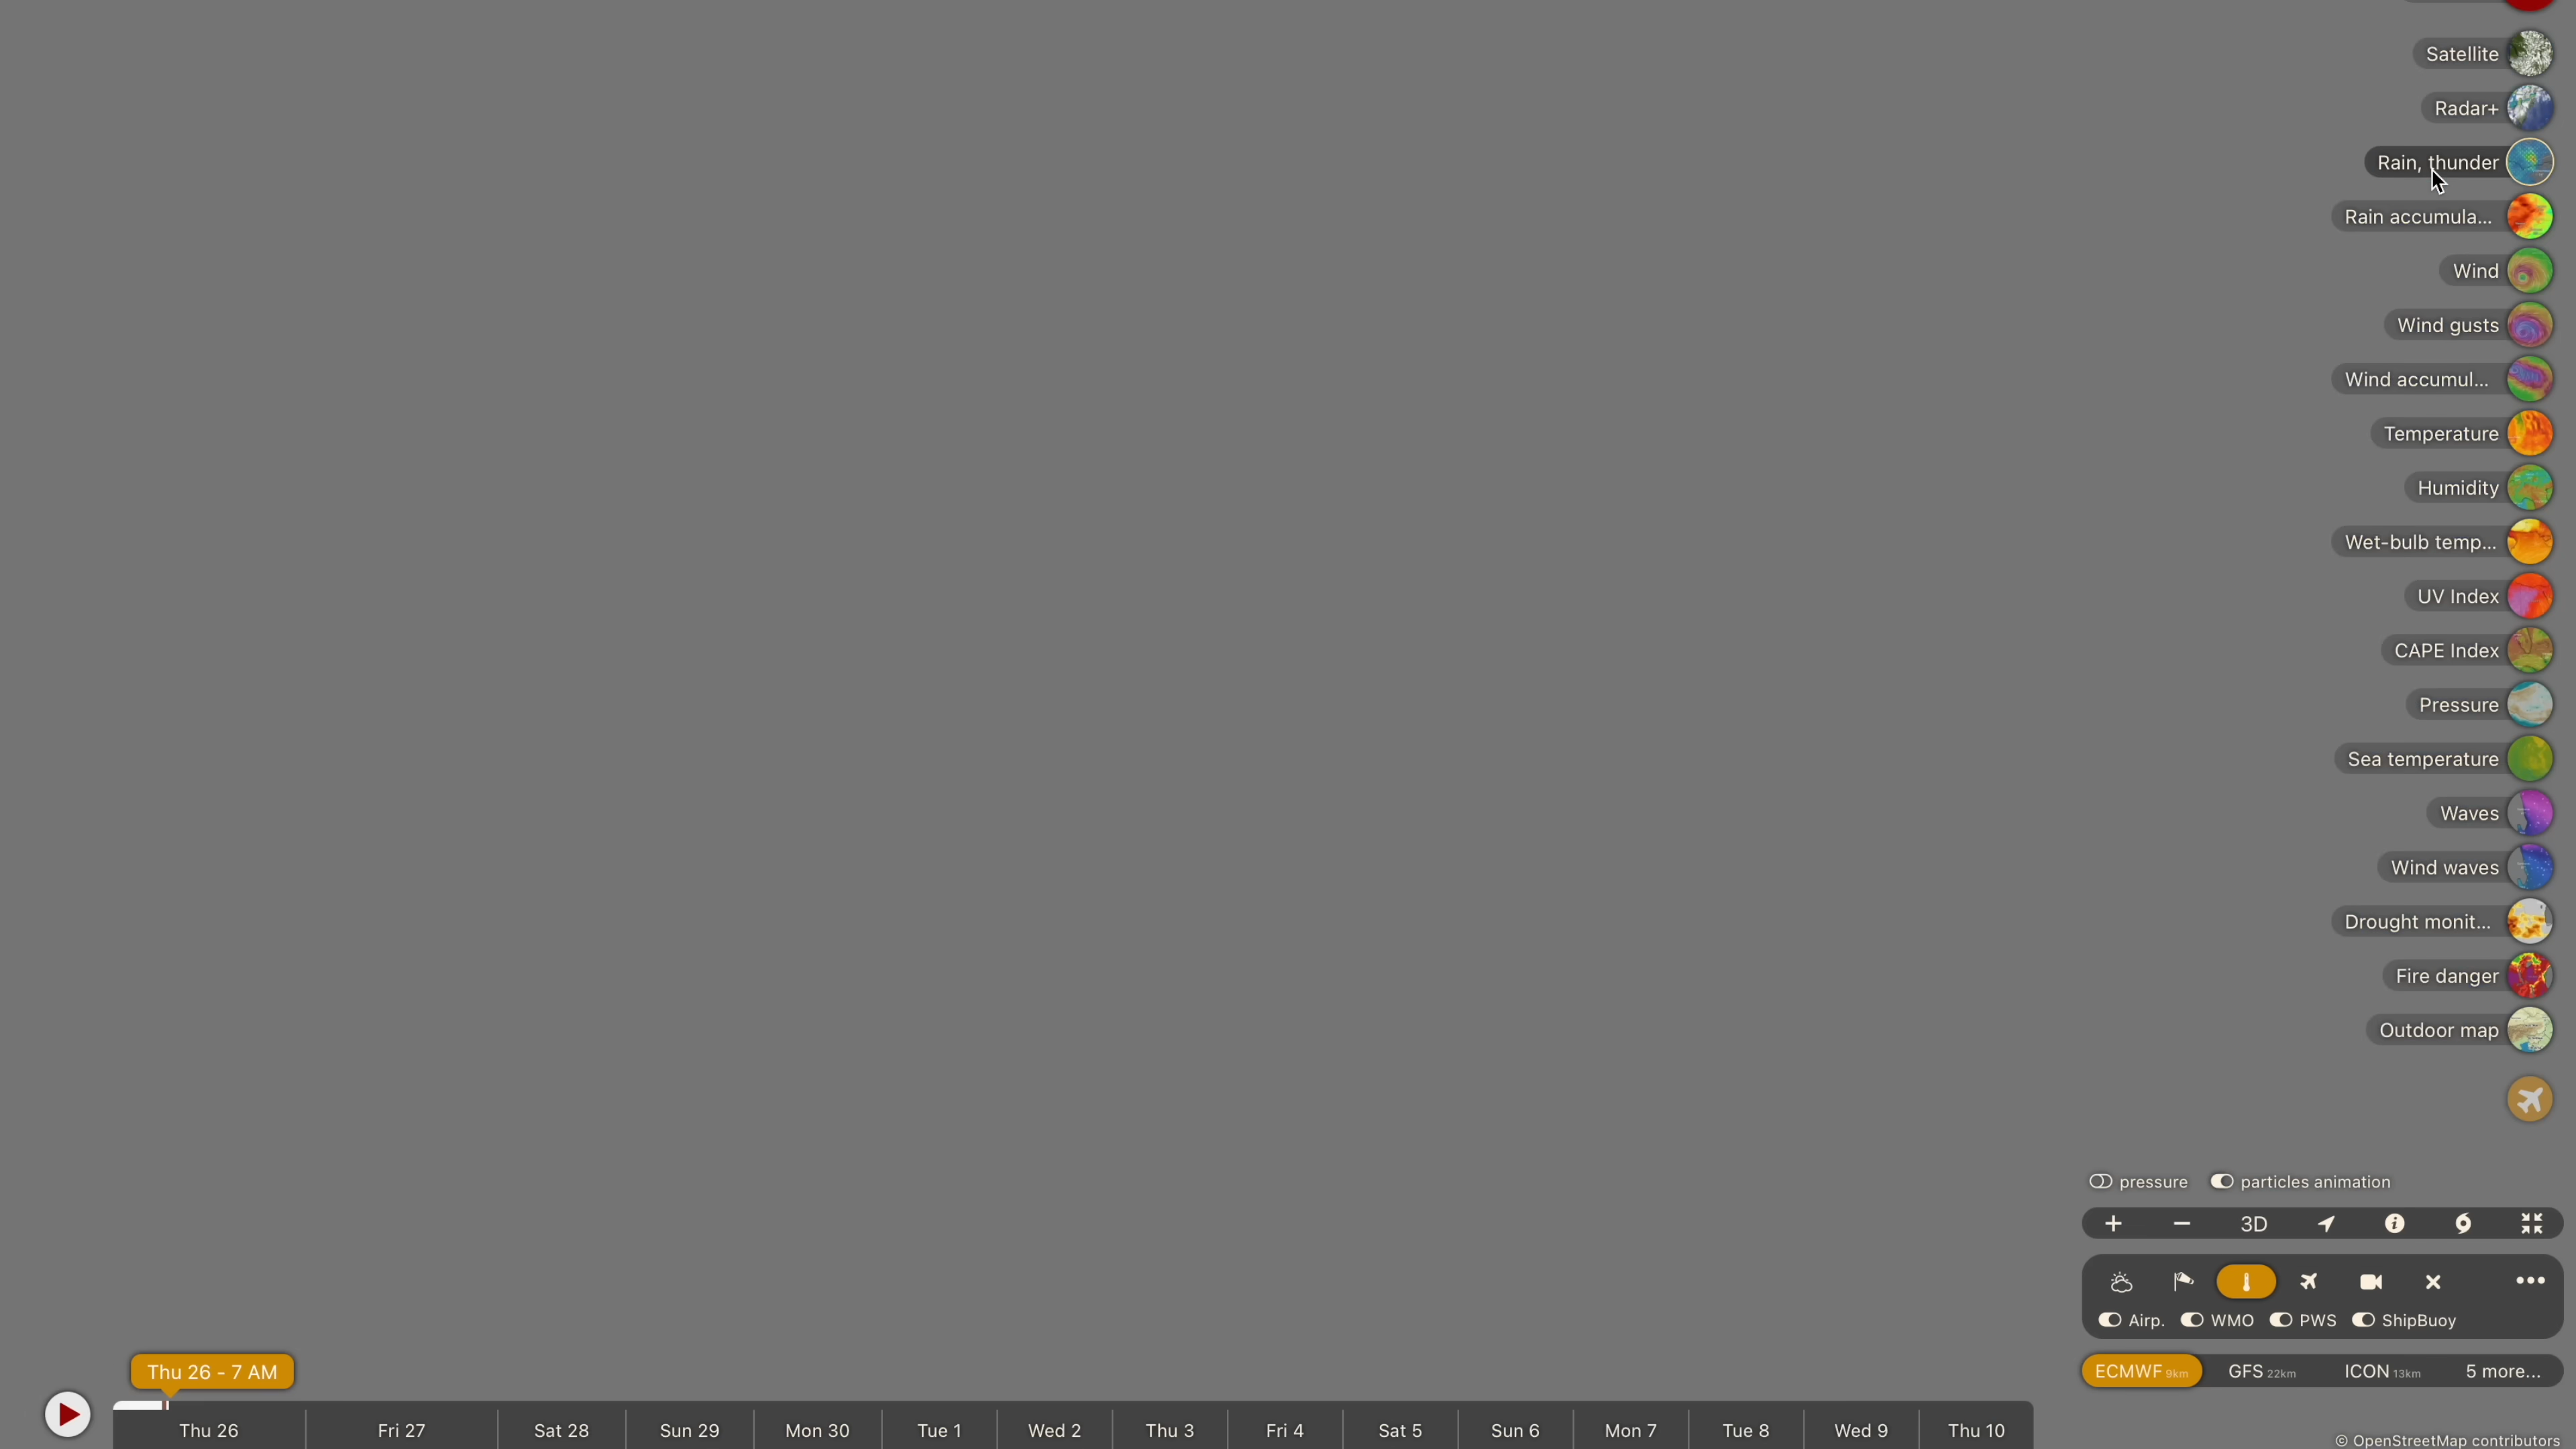 Satellite
Radar+
Rain, thunder
Rain accumula...
Wind
Wind gusts
Wind accumul...
Temperature
Humidity
Wet-bulb temp...
UV Index
CAPE Index
Pressure
Sea temperature
Waves
Wind waves
Drought monit...
Fire danger
Outdoor map
pressure particles animation
+ − 3D
Airp. WMO PWS ShipBuoy
ECMWF 9km GFS 22km ICON 13km 5 more...
Thu 26 - 7 AM
Thu 26 Fri 27 Sat 28 Sun 29 Mon 30 Tue 1 Wed 2 Thu 3 Fri 4 Sat 5 Sun 6 Mon 7 Tue 8 Wed 9 Thu 10
© OpenStreetMap contributors